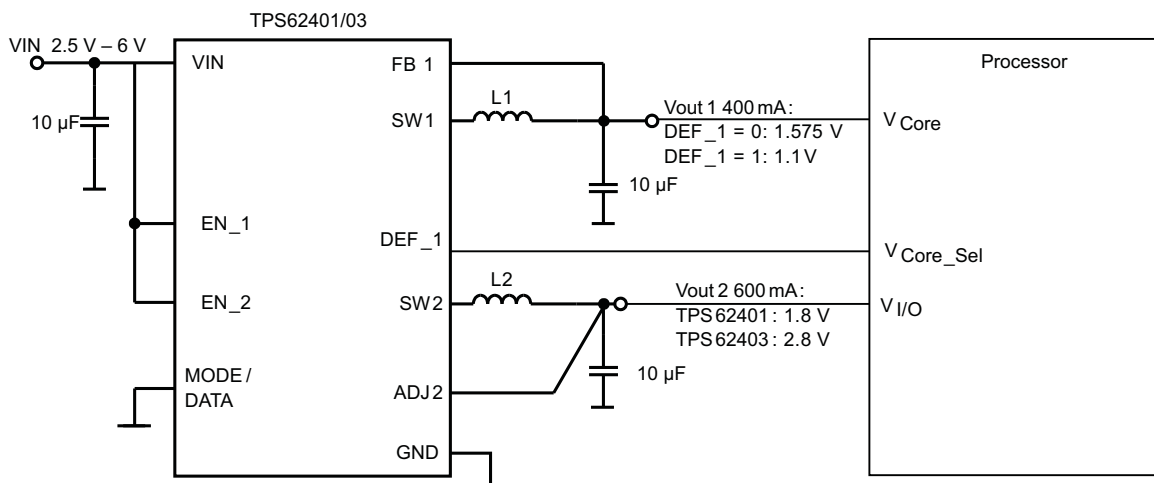 TPS62401/03
VIN 2.5 V – 6 V
VIN
FB 1
Processor
10 µF
SW1
L1
Vout 1 400 mA:
DEF_1 = 0: 1.575 V
DEF_1 = 1: 1.1 V
V Core
10 µF
EN_1
DEF_1
V Core_Sel
EN_2
SW2
L2
Vout 2 600 mA:
TPS62401 : 1.8 V
TPS62403 : 2.8 V
V I/O
MODE/
DATA
ADJ2
10 µF
GND